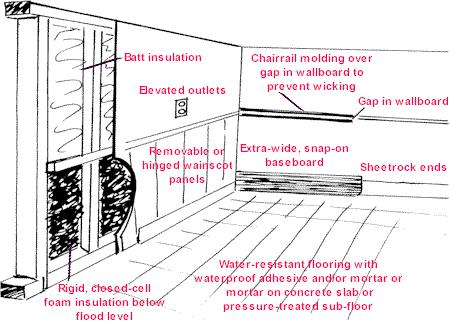 Batt insulation
Chairrail molding over
gap in wallboard to
prevent wicking
Elevated outlets
Gap in wallboard
Removable or
hinged wainscot
panels
Extra-wide, snap-on
baseboard
Sheetrock ends
Rigid, closed-cell
foam insulation below
flood level
Water-resistant flooring with
waterproof adhesive and/or mortar or
mortar on concrete slab or
pressure-treated sub-floor